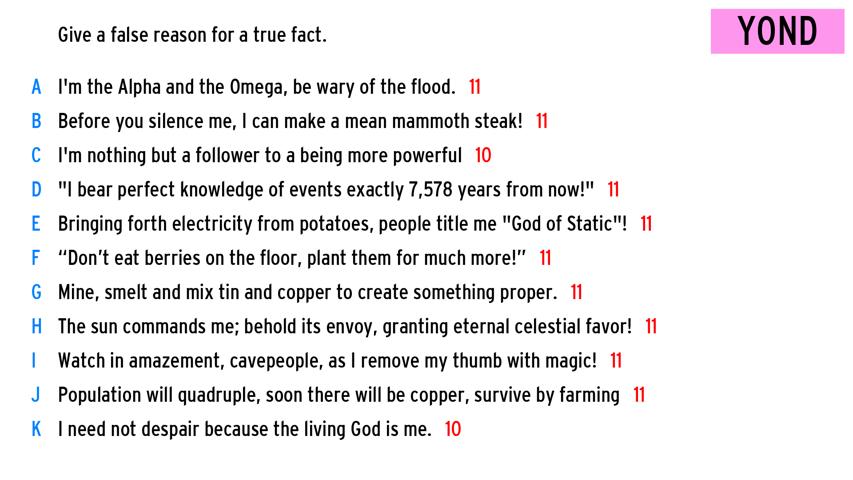 Give a false reason for a true fact.
YOND
A I'm the Alpha and the Omega, be wary of the flood. 11
B Before you silence me, I can make a mean mammoth steak! 11
C I'm nothing but a follower to a being more powerful 10
D "I bear perfect knowledge of events exactly 7,578 years from now!" 11
E Bringing forth electricity from potatoes, people title me "God of Static"! 11
F “Don’t eat berries on the floor, plant them for much more!” 11
G Mine, smelt and mix tin and copper to create something proper. 11
H The sun commands me; behold its envoy, granting eternal celestial favor! 11
I Watch in amazement, cavepeople, as I remove my thumb with magic! 11
J Population will quadruple, soon there will be copper, survive by farming 11
K I need not despair because the living God is me. 10